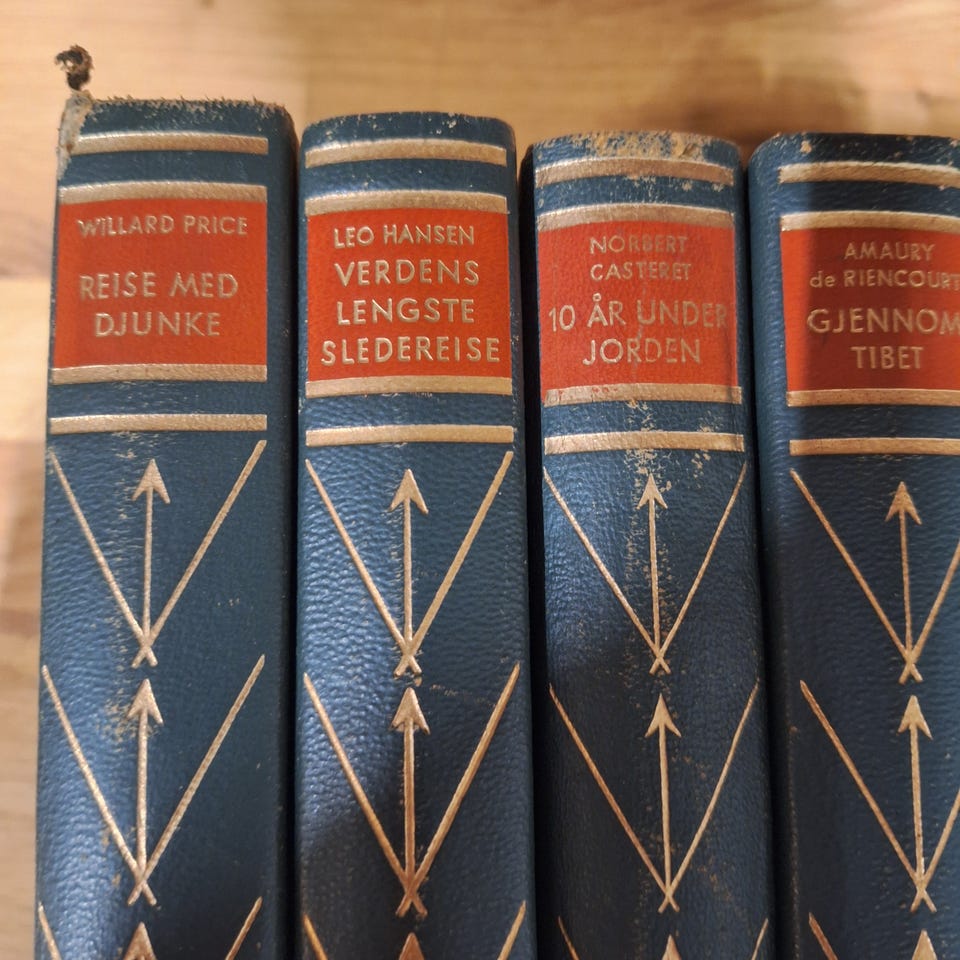 WILLARD PRICE
REISE MED
DJUNKE
LEO HANSEN
VERDENS
LENGSTE
SLEDEREISE
NORBERT
CASTERET
10 ÅR UNDER
JORDEN
AMAURY
de RIENCOURT
GJENNOM
TIBET